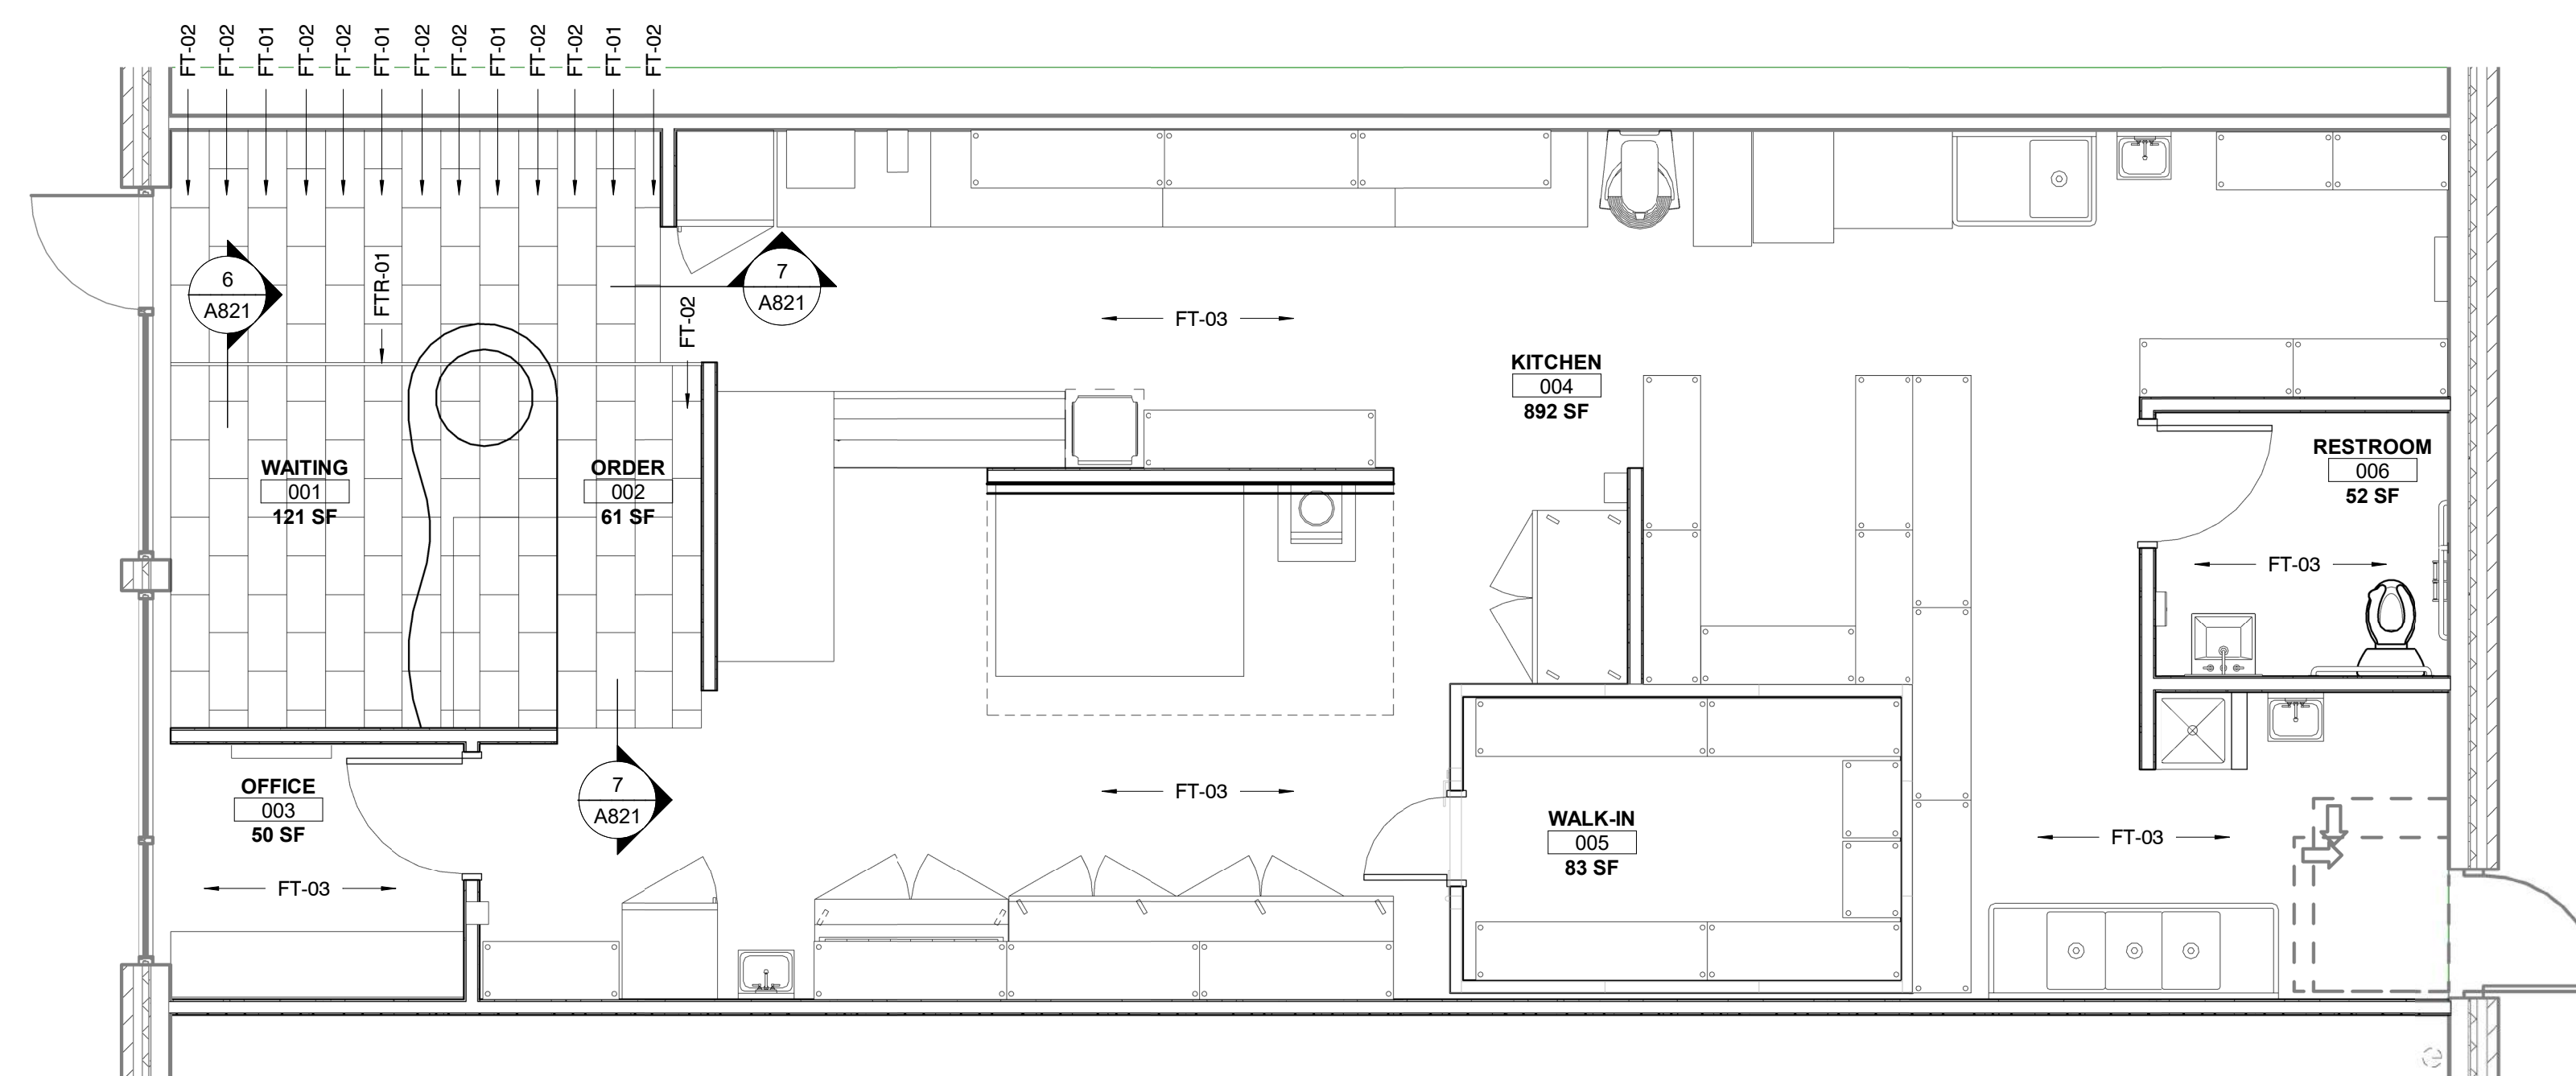 FT-02
FT-02
FT-01
FT-02
FT-02
FT-01
FT-02
FT-02
FT-01
FT-02
FT-02
FT-01
FT-02
6
A821
FTR-01
7
A821
FT-02
FT-03
KITCHEN
004
892 SF
WAITING
001
121 SF
ORDER
002
61 SF
RESTROOM
006
52 SF
FT-03
OFFICE
003
50 SF
FT-03
7
A821
FT-03
WALK-IN
005
83 SF
FT-03
e